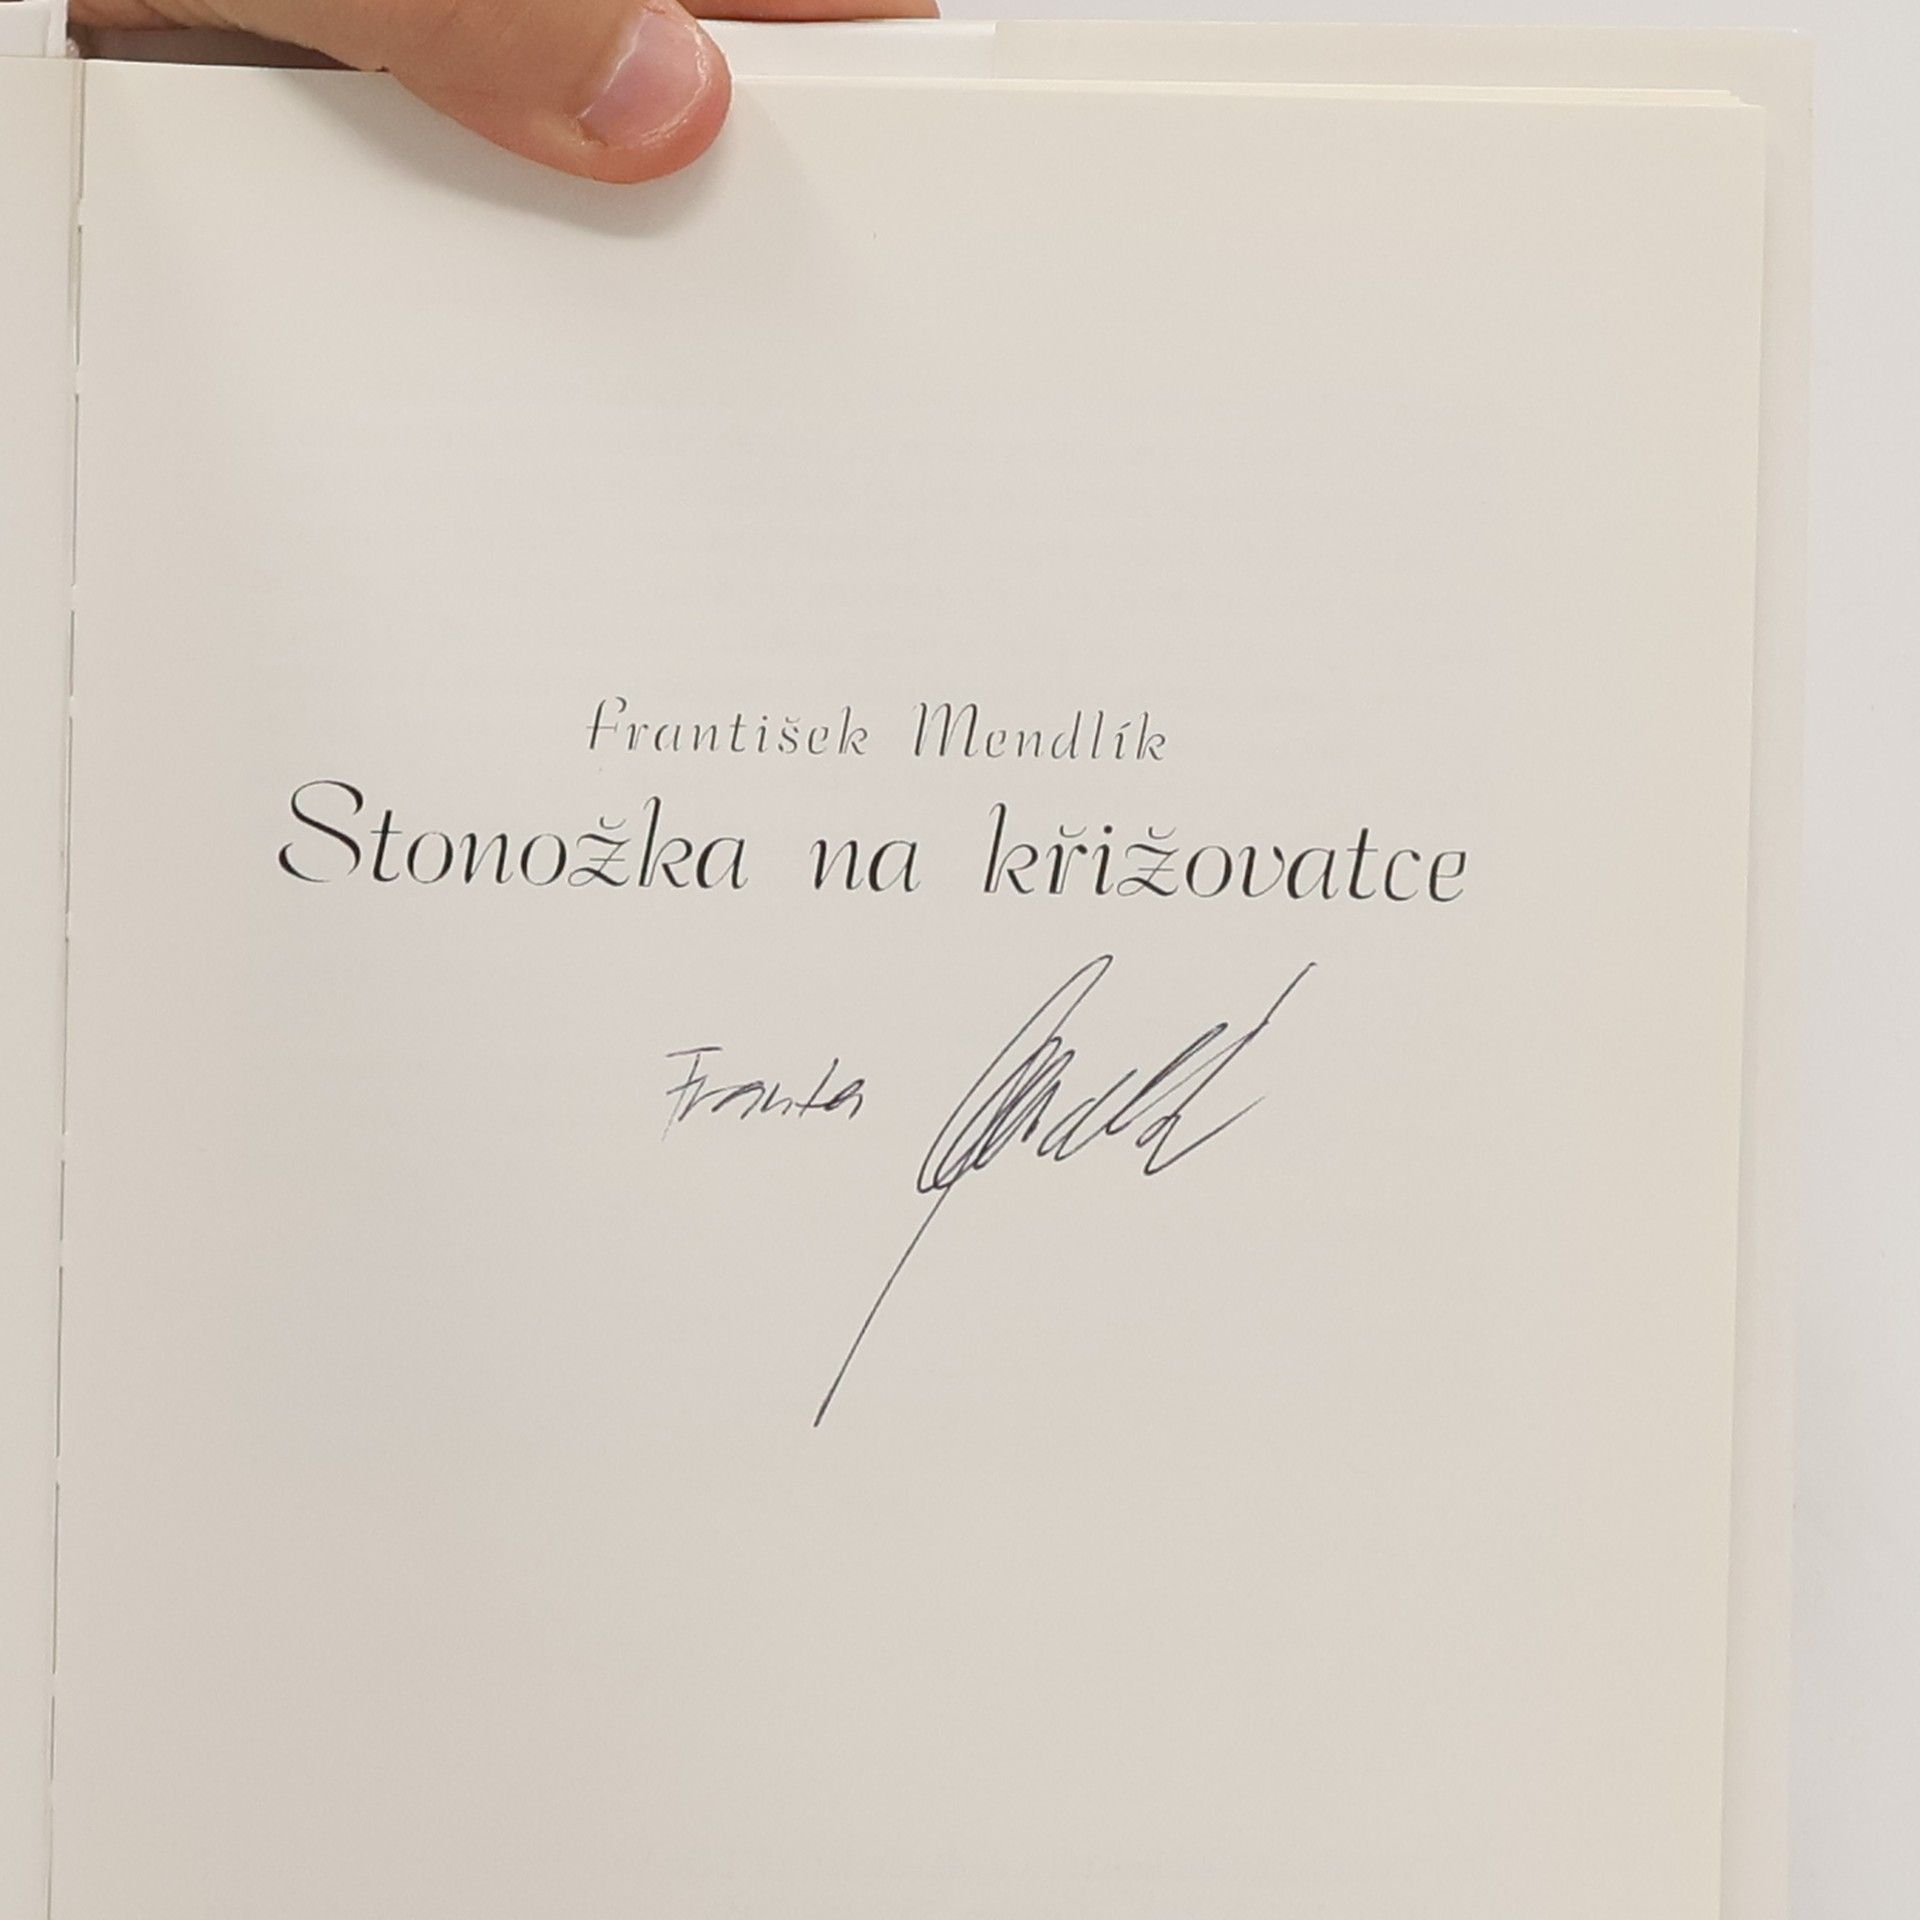 František Mendlík
Stonožka na křižovatce
Franta